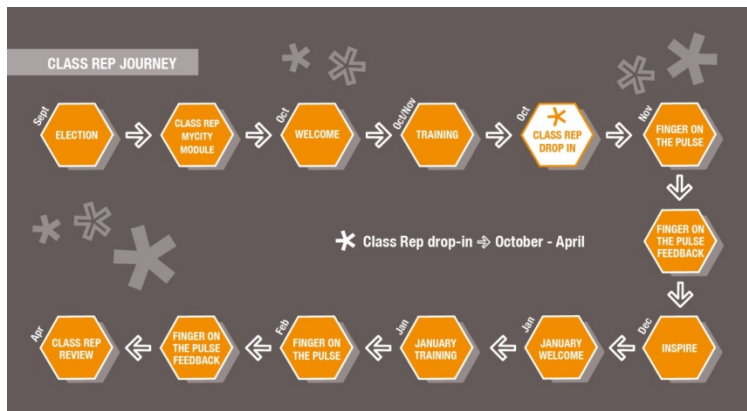 CLASS REP JOURNEY
Sept
ELECTION
CLASS REP
MYCITY
MODULE
Oct
WELCOME
Oct/Nov
TRAINING
Oct
CLASS REP
DROP IN
Nov
FINGER ON
THE PULSE
FINGER ON
THE PULSE
FEEDBACK
Class Rep drop-in October - April
Dec
INSPIRE
Jan
JANUARY
WELCOME
Jan
JANUARY
TRAINING
Feb
FINGER ON
THE PULSE
FINGER ON
THE PULSE
FEEDBACK
Apr
CLASS REP
REVIEW